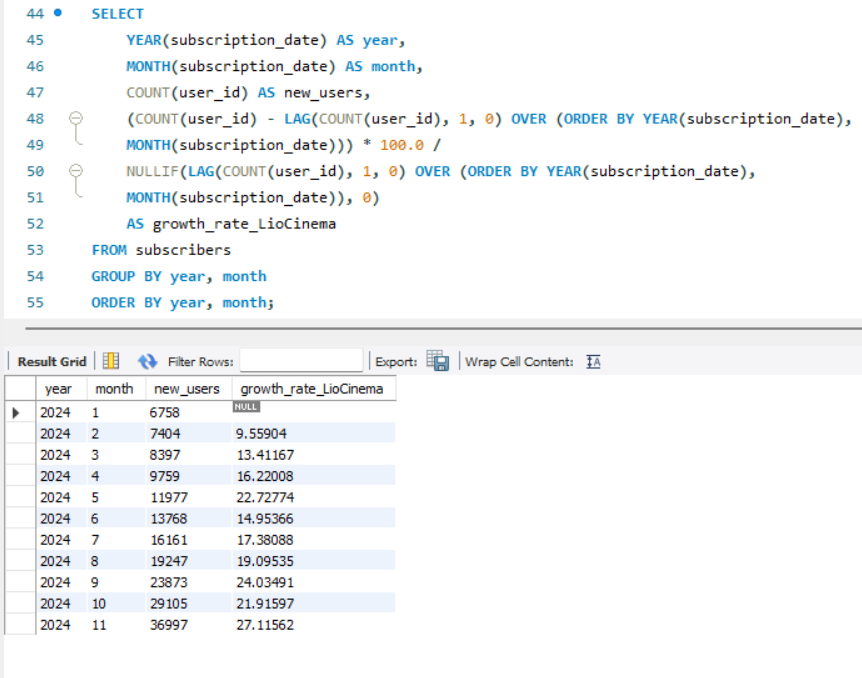 44 SELECT
45 YEAR(subscription_date) AS year,
46 MONTH(subscription_date) AS month,
47 COUNT(user_id) AS new_users,
48 (COUNT(user_id) - LAG(COUNT(user_id), 1, 0) OVER (ORDER BY YEAR(subscription_date),
49 MONTH(subscription_date))) * 100.0 /
50 NULLIF(LAG(COUNT(user_id), 1, 0) OVER (ORDER BY YEAR(subscription_date),
51 MONTH(subscription_date)), 0)
52 AS growth_rate_LioCinema
53 FROM subscribers
54 GROUP BY year, month
55 ORDER BY year, month;
Result Grid Filter Rows: Export: Wrap Cell Content: IA
year month new_users growth_rate_LioCinema
2024 1 6758 NULL
2024 2 7404 9.55904
2024 3 8397 13.41167
2024 4 9759 16.22008
2024 5 11977 22.72774
2024 6 13768 14.95366
2024 7 16161 17.38088
2024 8 19247 19.09535
2024 9 23873 24.03491
2024 10 29105 21.91597
2024 11 36997 27.11562